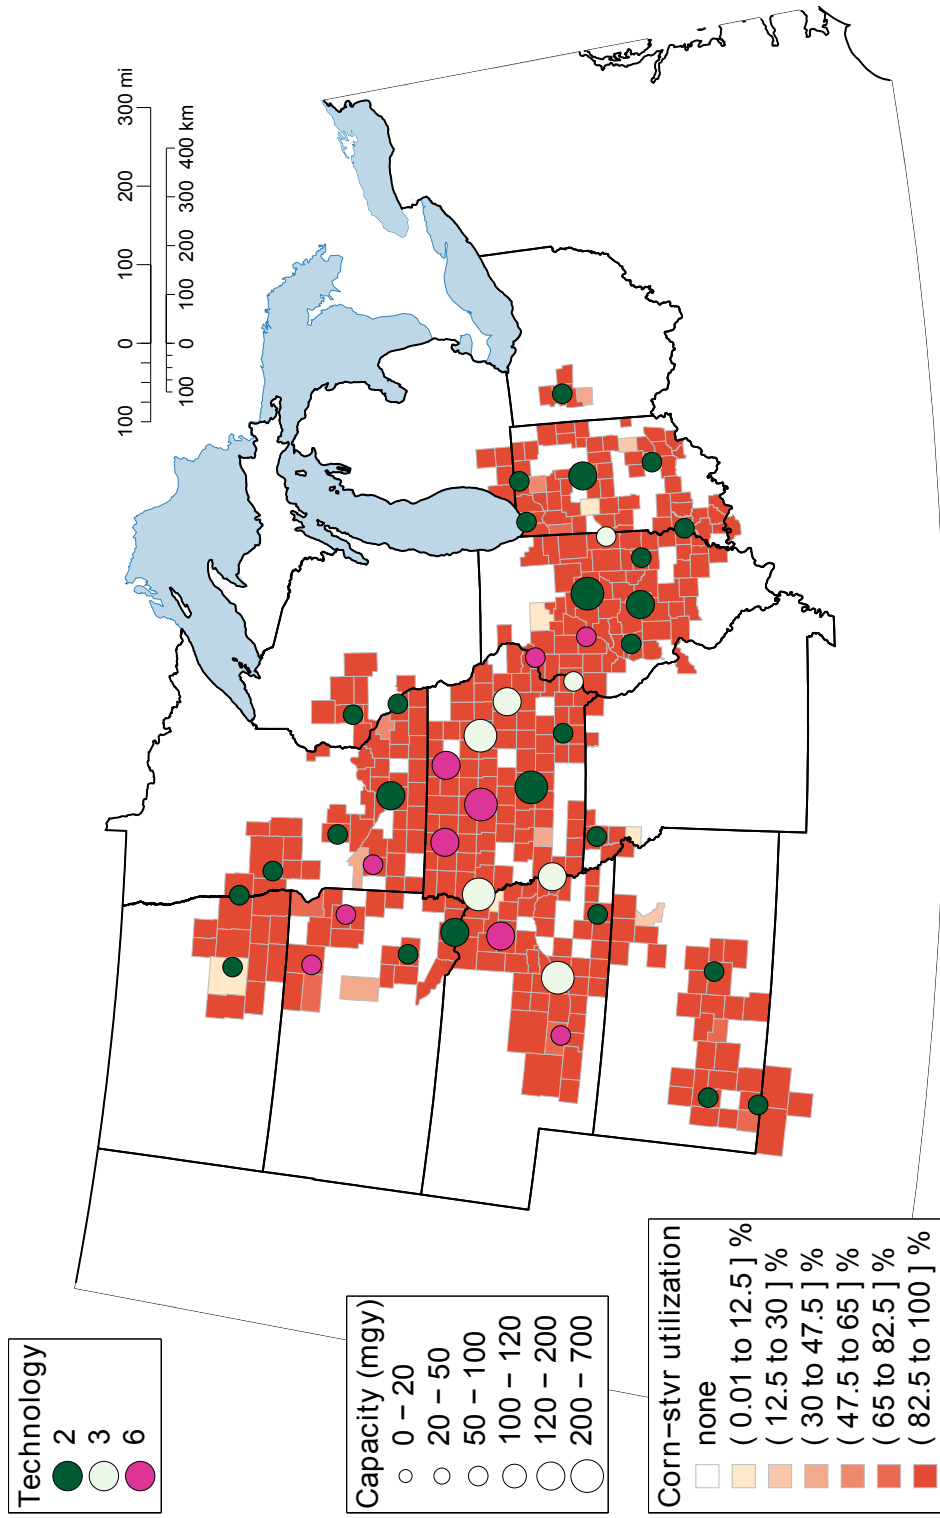 Technology
2
3
6
Capacity (mgy)
0 − 20
20 − 50
50 − 100
100 − 120
120 − 200
200 − 700
Corn−stvr utilization
none
( 0.01 to 12.5 ] %
( 12.5 to 30 ] %
( 30 to 47.5 ] %
( 47.5 to 65 ] %
( 65 to 82.5 ] %
( 82.5 to 100 ] %
100 0 100 200 300 mi
100 0 100 200 300 400 km